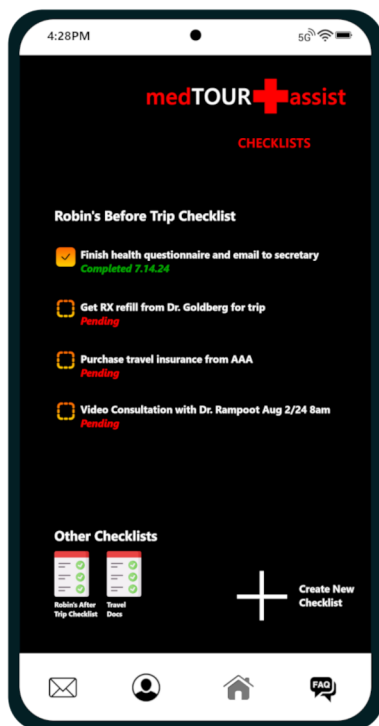 4:28PM
5G
medTOUR assist
CHECKLISTS
Robin's Before Trip Checklist
Finish health questionnaire and email to secretary
Completed 7.14.24
Get RX refill from Dr. Goldberg for trip
Pending
Purchase travel insurance from AAA
Pending
Video Consultation with Dr. Rampoot Aug 2/24 8am
Pending
Other Checklists
Robin's After
Trip Checklist
Travel
Docs
Create New
Checklist
FAQ